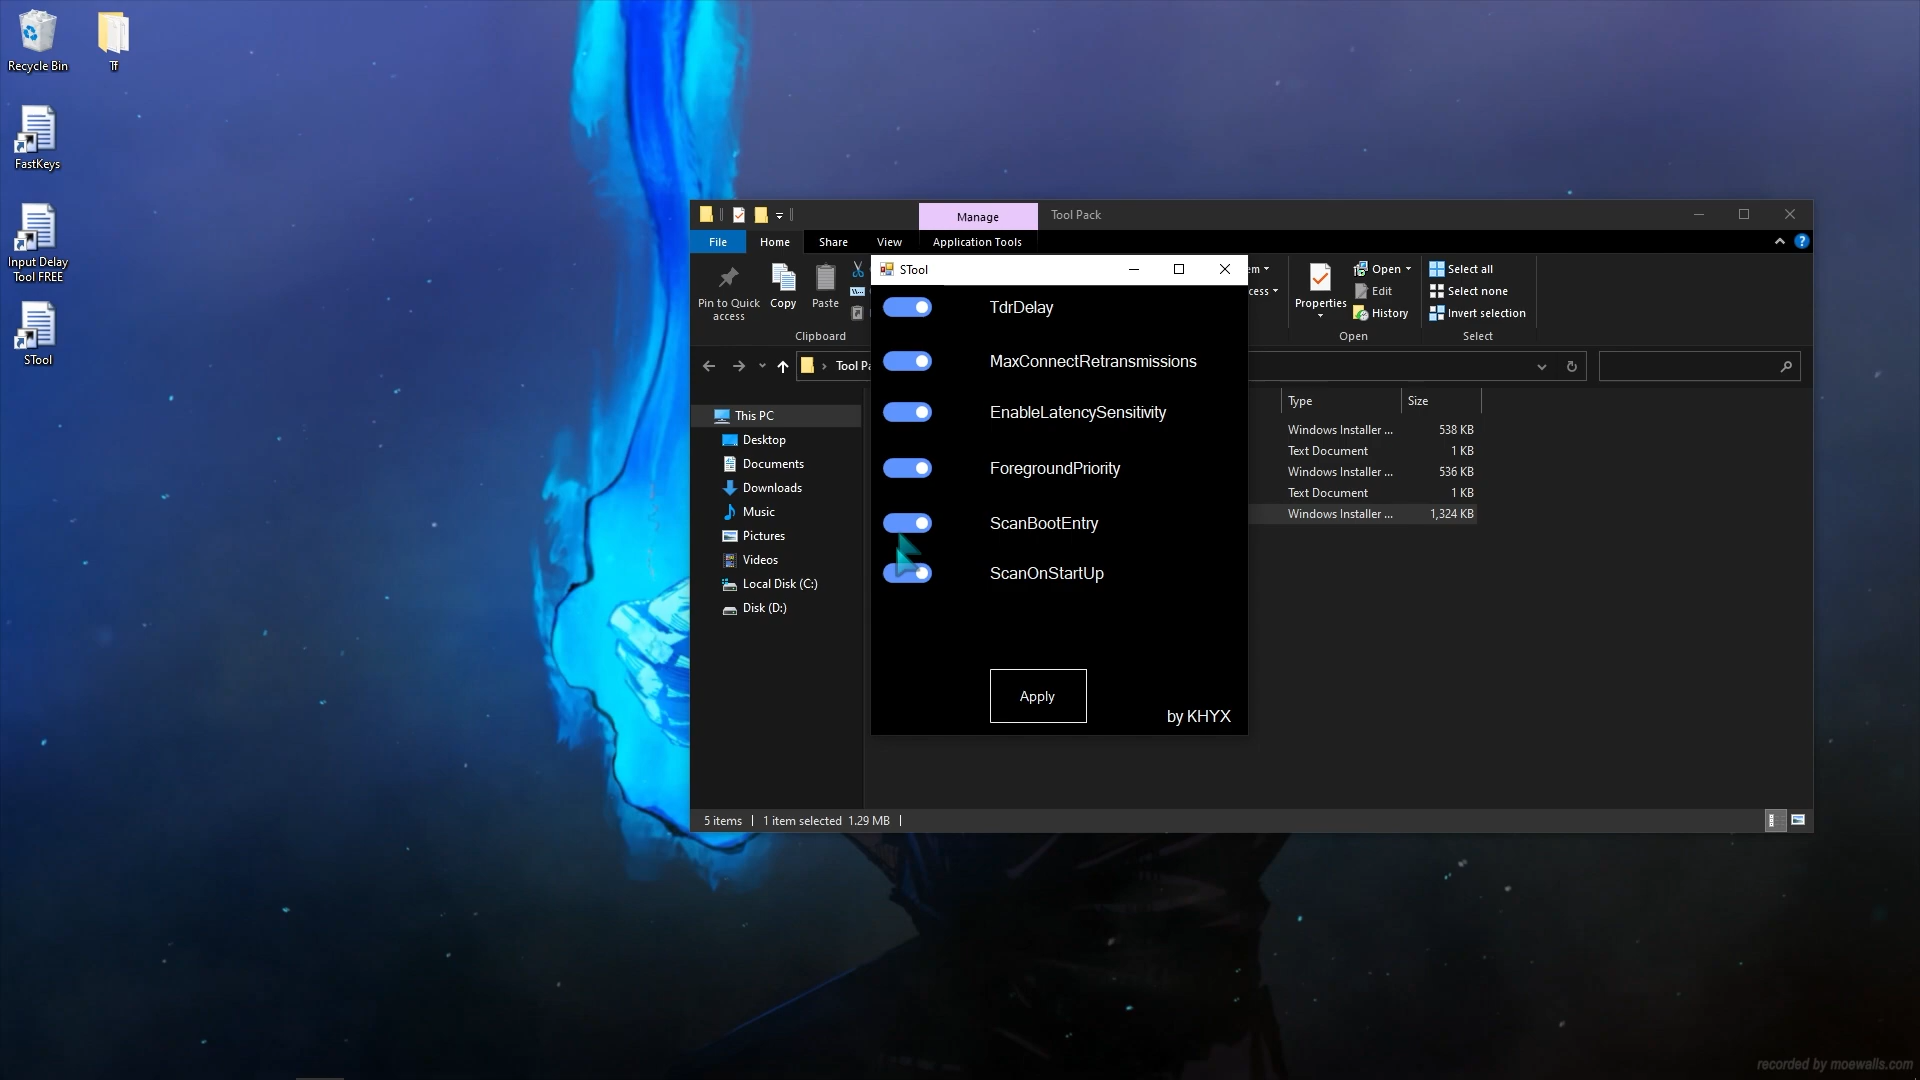 Recycle Bin
Tf
FastKeys
Input Delay
Tool FREE
STool
Manage
Tool Pack
File
Home
Share
View
Application Tools
Pin to Quick
access
Copy
Paste
Clipboard
Properties
Open
Edit
History
Open
Select all
Select none
Invert selection
Select
STool
TdrDelay
MaxConnectRetransmissions
EnableLatencySensitivity
ForegroundPriority
ScanBootEntry
ScanOnStartUp
Apply
by KHYX
This PC
Desktop
Documents
Downloads
Music
Pictures
Videos
Local Disk (C:)
Disk (D:)
Type
Size
Windows Installer ...
538 KB
Text Document
1 KB
Windows Installer ...
536 KB
Text Document
1 KB
Windows Installer ...
1,324 KB
5 items
1 item selected 1.29 MB
recorded by moewalls.com